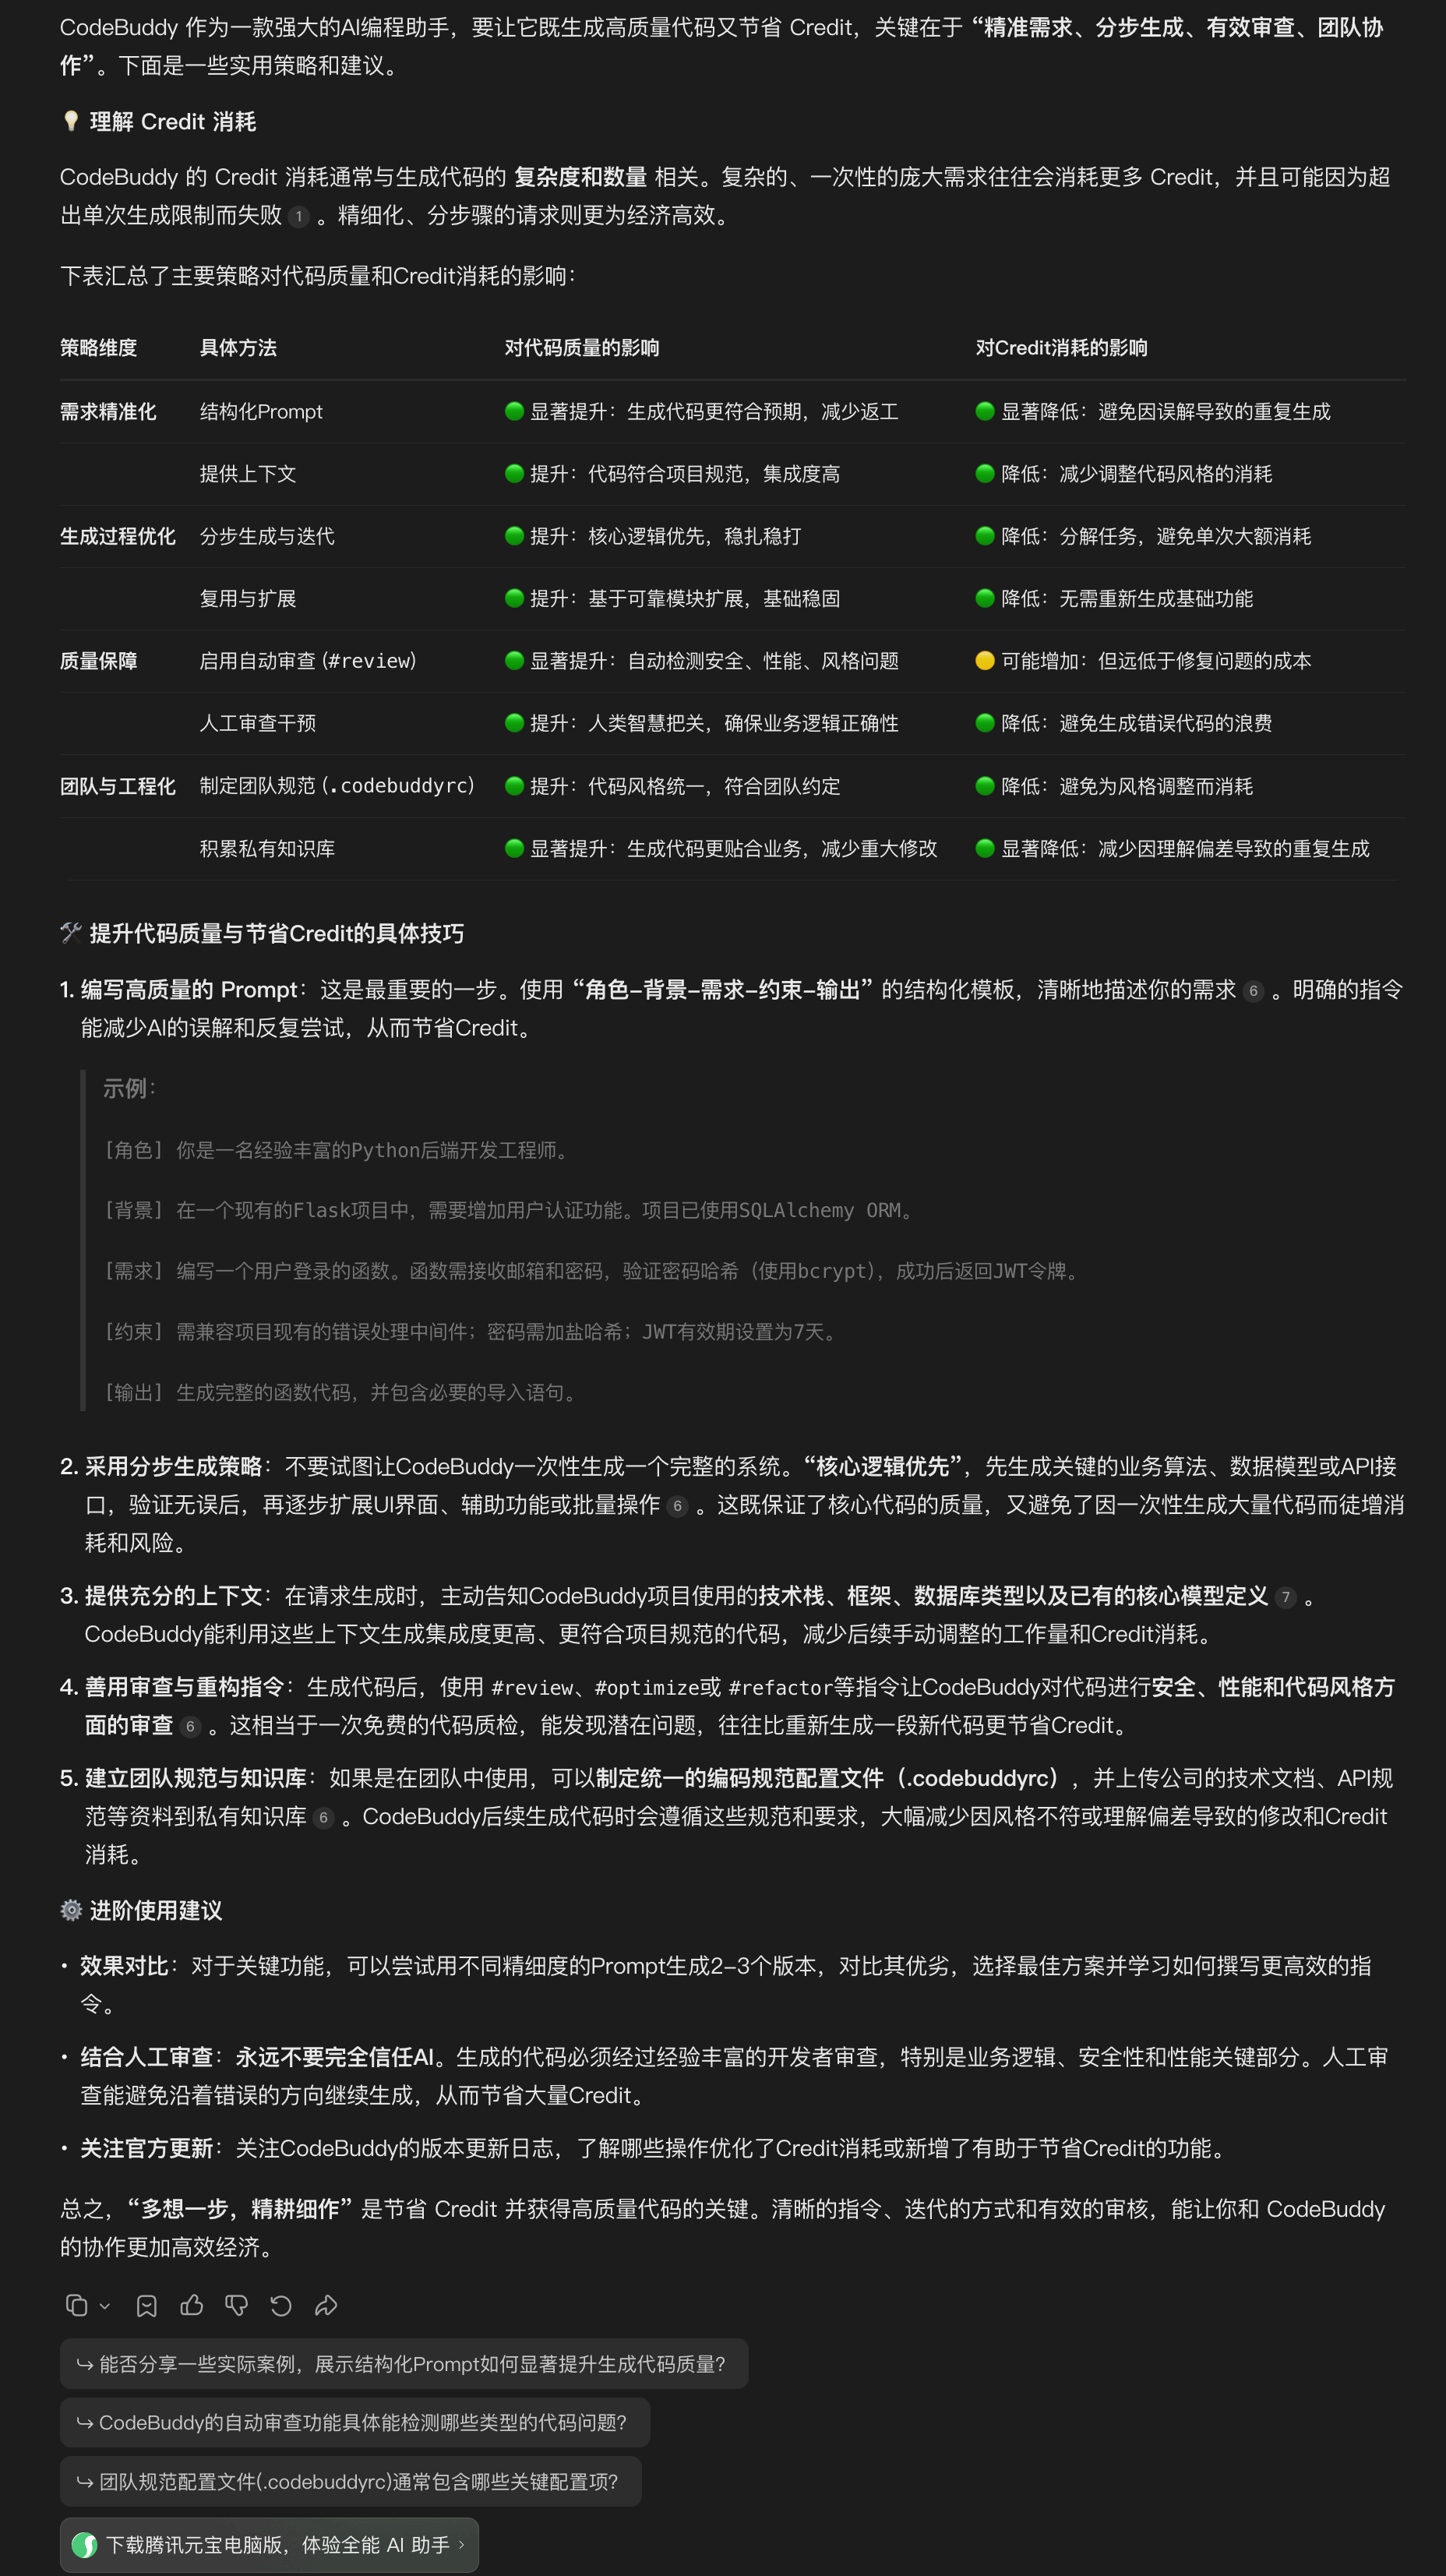 CodeBuddy 作为一款强大的AI编程助手，要让它既生成高质量代码又节省 Credit，关键在于 “精准需求、分步生成、有效审查、团队协
作”。下面是一些实用策略和建议。
💡 理解 Credit 消耗
CodeBuddy 的 Credit 消耗通常与生成代码的 复杂度和数量 相关。复杂的、一次性的庞大需求往往会消耗更多 Credit，并且可能因为超
出单次生成限制而失败 1 。精细化、分步骤的请求则更为经济高效。
下表汇总了主要策略对代码质量和Credit消耗的影响：
策略维度 具体方法 对代码质量的影响 对Credit消耗的影响
需求精准化 结构化Prompt 🟢 显著提升：生成代码更符合预期，减少返工 🟢 显著降低：避免因误解导致的重复生成
提供上下文 🟢 提升：代码符合项目规范，集成度高 🟢 降低：减少调整代码风格的消耗
生成过程优化 分步生成与迭代 🟢 提升：核心逻辑优先，稳扎稳打 🟢 降低：分解任务，避免单次大额消耗
复用与扩展 🟢 提升：基于可靠模块扩展，基础稳固 🟢 降低：无需重新生成基础功能
质量保障 启用自动审查 (#review) 🟢 显著提升：自动检测安全、性能、风格问题 🟡 可能增加：但远低于修复问题的成本
人工审查干预 🟢 提升：人类智慧把关，确保业务逻辑正确性 🟢 降低：避免生成错误代码的浪费
团队与工程化 制定团队规范 (.codebuddyrc) 🟢 提升：代码风格统一，符合团队约定 🟢 降低：避免为风格调整而消耗
积累私有知识库 🟢 显著提升：生成代码更贴合业务，减少重大修改 🟢 显著降低：减少因理解偏差导致的重复生成
🛠 提升代码质量与节省Credit的具体技巧
1. 编写高质量的 Prompt：这是最重要的一步。使用 “角色–背景–需求–约束–输出” 的结构化模板，清晰地描述你的需求 6 。明确的指令
能减少AI的误解和反复尝试，从而节省Credit。
示例：
[角色] 你是一名经验丰富的Python后端开发工程师。
[背景] 在一个现有的Flask项目中，需要增加用户认证功能。项目已使用SQLAlchemy ORM。
[需求] 编写一个用户登录的函数。函数需接收邮箱和密码，验证密码哈希（使用bcrypt），成功后返回JWT令牌。
[约束] 需兼容项目现有的错误处理中间件；密码需加盐哈希；JWT有效期设置为7天。
[输出] 生成完整的函数代码，并包含必要的导入语句。
2. 采用分步生成策略：不要试图让CodeBuddy一次性生成一个完整的系统。“核心逻辑优先”，先生成关键的业务算法、数据模型或API接
口，验证无误后，再逐步扩展UI界面、辅助功能或批量操作 6 。这既保证了核心代码的质量，又避免了因一次性生成大量代码而徒增消
耗和风险。
3. 提供充分的上下文：在请求生成时，主动告知CodeBuddy项目使用的技术栈、框架、数据库类型以及已有的核心模型定义 7 。
CodeBuddy能利用这些上下文生成集成度更高、更符合项目规范的代码，减少后续手动调整的工作量和Credit消耗。
4. 善用审查与重构指令：生成代码后，使用 #review、#optimize或 #refactor等指令让CodeBuddy对代码进行安全、性能和代码风格方
面的审查 6 。这相当于一次免费的代码质检，能发现潜在问题，往往比重新生成一段新代码更节省Credit。
5. 建立团队规范与知识库：如果是在团队中使用，可以制定统一的编码规范配置文件（.codebuddyrc），并上传公司的技术文档、API规
范等资料到私有知识库 6 。CodeBuddy后续生成代码时会遵循这些规范和要求，大幅减少因风格不符或理解偏差导致的修改和Credit
消耗。
⚙️ 进阶使用建议
• 效果对比：对于关键功能，可以尝试用不同精细度的Prompt生成2–3个版本，对比其优劣，选择最佳方案并学习如何撰写更高效的指
令。
• 结合人工审查：永远不要完全信任AI。生成的代码必须经过经验丰富的开发者审查，特别是业务逻辑、安全性和性能关键部分。人工审
查能避免沿着错误的方向继续生成，从而节省大量Credit。
• 关注官方更新：关注CodeBuddy的版本更新日志，了解哪些操作优化了Credit消耗或新增了有助于节省Credit的功能。
总之，“多想一步，精耕细作” 是节省 Credit 并获得高质量代码的关键。清晰的指令、迭代的方式和有效的审核，能让你和 CodeBuddy
的协作更加高效经济。
↪ 能否分享一些实际案例，展示结构化Prompt如何显著提升生成代码质量？
↪ CodeBuddy的自动审查功能具体能检测哪些类型的代码问题？
↪ 团队规范配置文件(.codebuddyrc)通常包含哪些关键配置项？
下载腾讯元宝电脑版，体验全能 AI 助手 ›